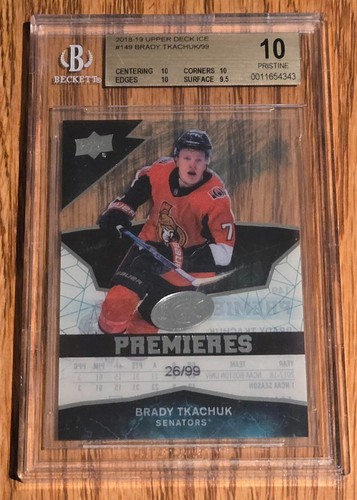 2018-19 UPPER DECK ICE
#149 BRADY TKACHUK/99
B
BECKETT
CENTERING 10 CORNERS 10
EDGES 10 SURFACE 9.5
10
PRISTINE
0011654343
7
PREMIERES
26/99
BRADY TKACHUK
SENATORS